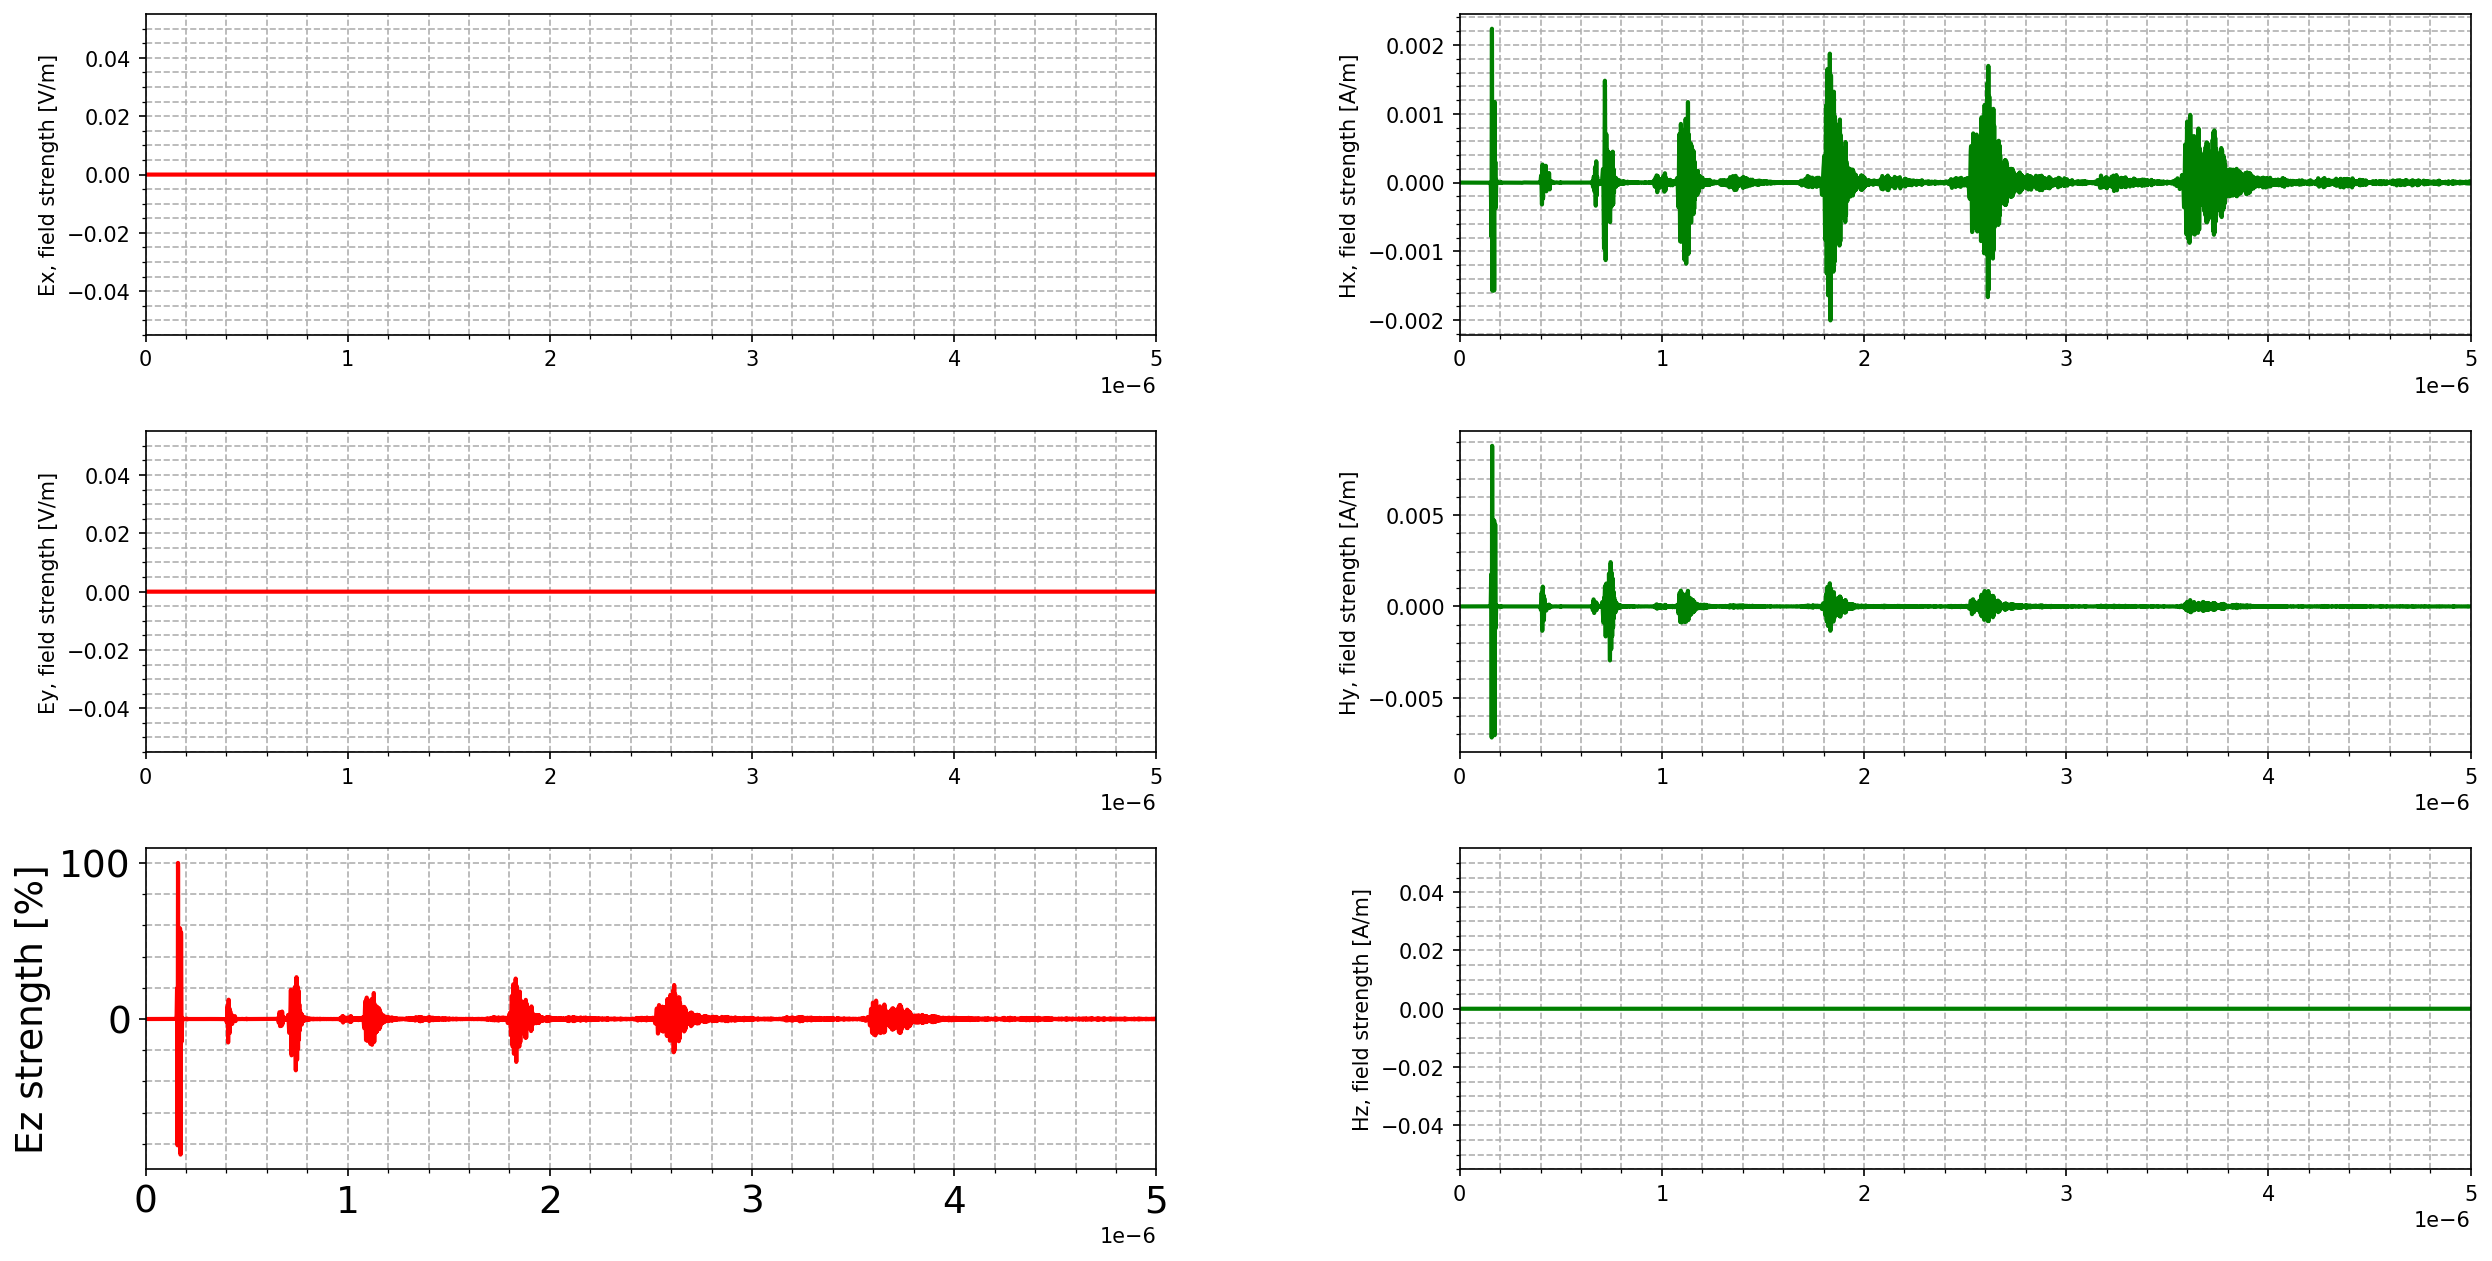 Ex, field strength [V/m]
0.04
0.02
0.00
−0.02
−0.04
0 1 2 3 4 5
1e−6
Hx, field strength [A/m]
0.002
0.001
0.000
−0.001
−0.002
0 1 2 3 4 5
1e−6
Ey, field strength [V/m]
0.04
0.02
0.00
−0.02
−0.04
0 1 2 3 4 5
1e−6
Hy, field strength [A/m]
0.005
0.000
−0.005
0 1 2 3 4 5
1e−6
Ez strength [%]
100
0
0 1 2 3 4 5
1e−6
Hz, field strength [A/m]
0.04
0.02
0.00
−0.02
−0.04
0 1 2 3 4 5
1e−6